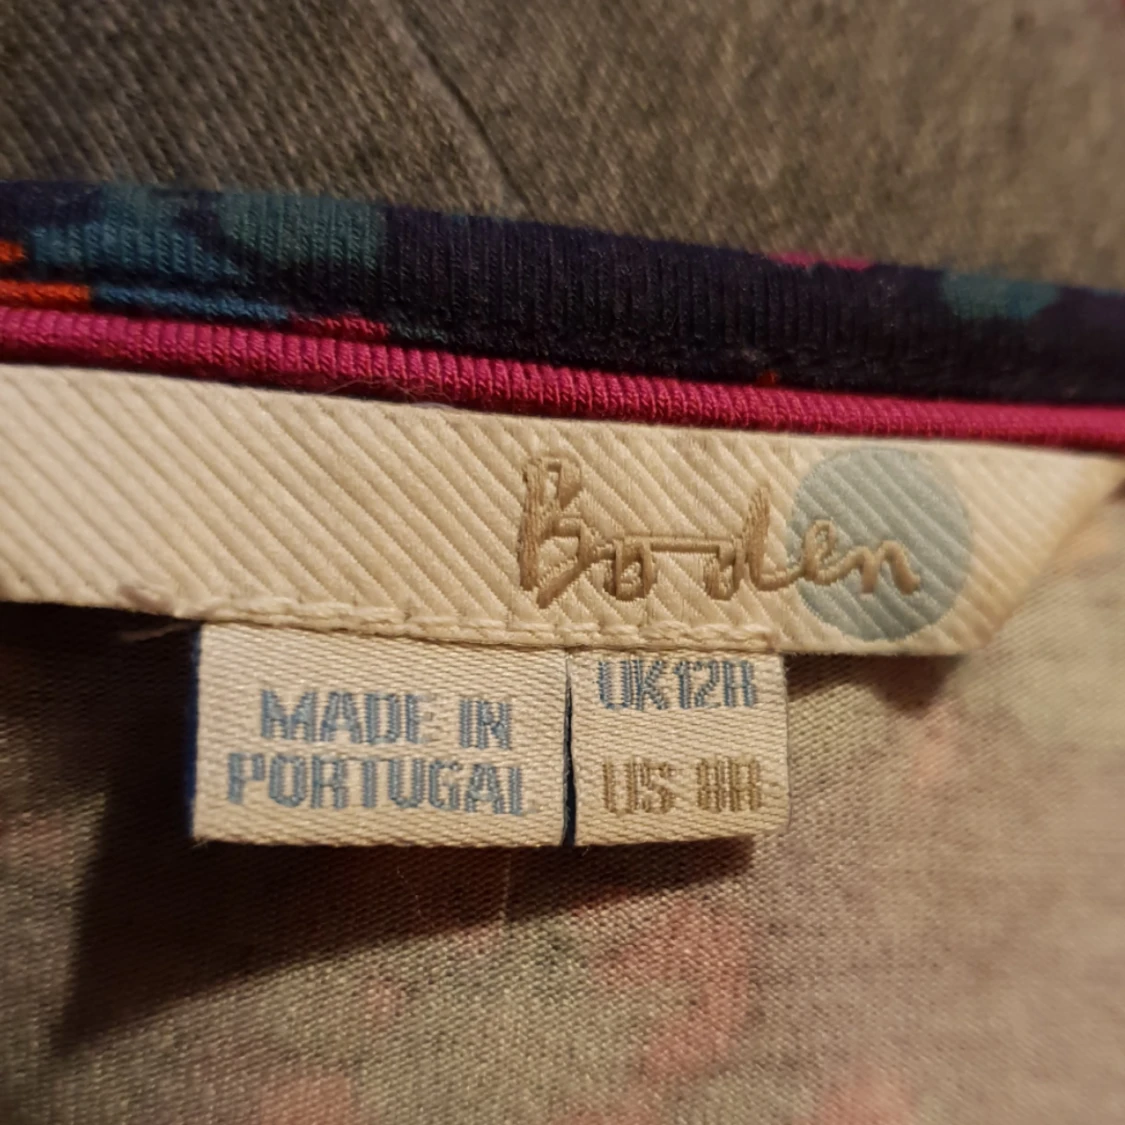 Boden
MADE IN
PORTUGAL
UK12R
US 8R